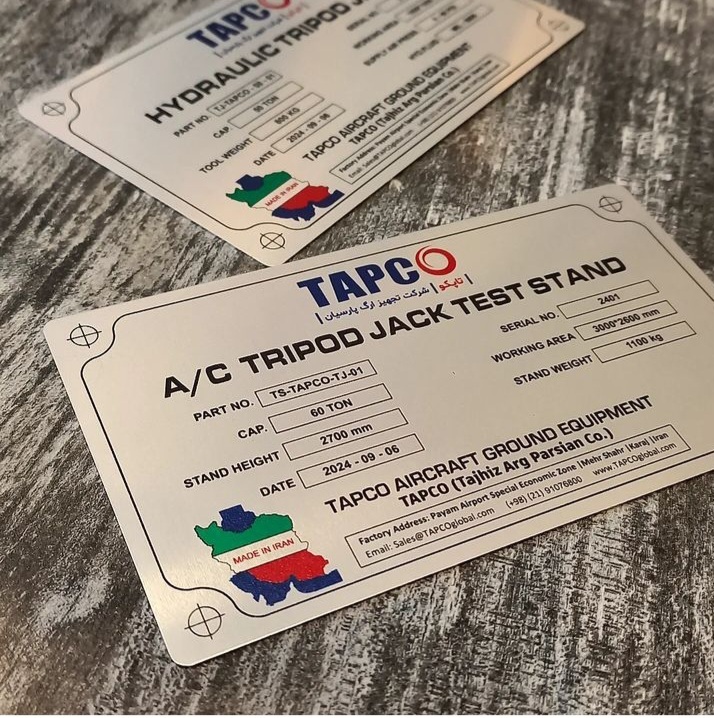 TAPCO
HYDRAULIC TRIPOD
PART NO.
CAP. 60 TON
TOOL WEIGHT 800 KG
DATE 2024 - 09 - 06
TAPCO AIRCRAFT GROUND EQUIPMENT
TAPCO (Tajhiz Arg Parsian Co.)
MADE IN IRAN
TAPCO
| شرکت تجهیز ارگ پارسیان | تاپکو |
A/C TRIPOD JACK TEST STAND
PART NO. TS-TAPCO-TJ-01
SERIAL NO. 2401
CAP. 60 TON
WORKING AREA 3000*2600 mm
STAND HEIGHT 2700 mm
STAND WEIGHT 1100 kg
DATE 2024 - 09 - 06
TAPCO AIRCRAFT GROUND EQUIPMENT
TAPCO (Tajhiz Arg Parsian Co.)
Factory Address: Payam Airport Special Economic Zone | Mehr Shahr | Karaj | Iran
Email: Sales@TAPCOglobal.com (+98) (21) 91076800 www.TAPCOglobal.com
MADE IN IRAN